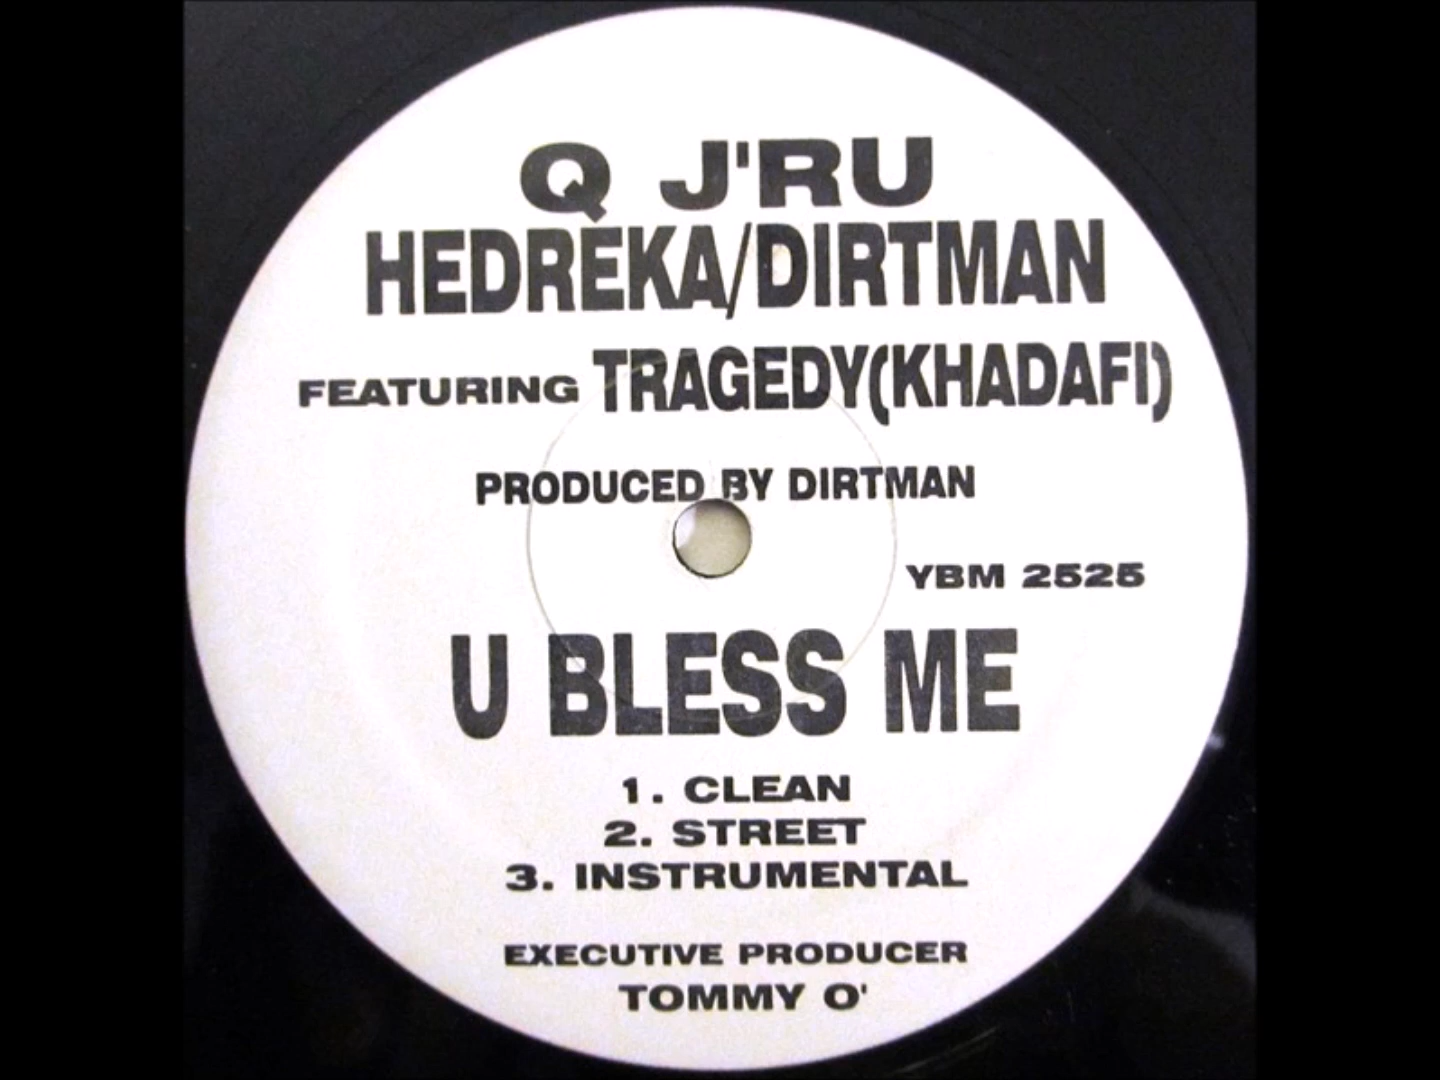 Q J'RU
HEDREKA/DIRTMAN
FEATURING TRAGEDY(KHADAFI)
PRODUCED BY DIRTMAN
YBM 2525
U BLESS ME
1. CLEAN
2. STREET
3. INSTRUMENTAL
EXECUTIVE PRODUCER
TOMMY O'